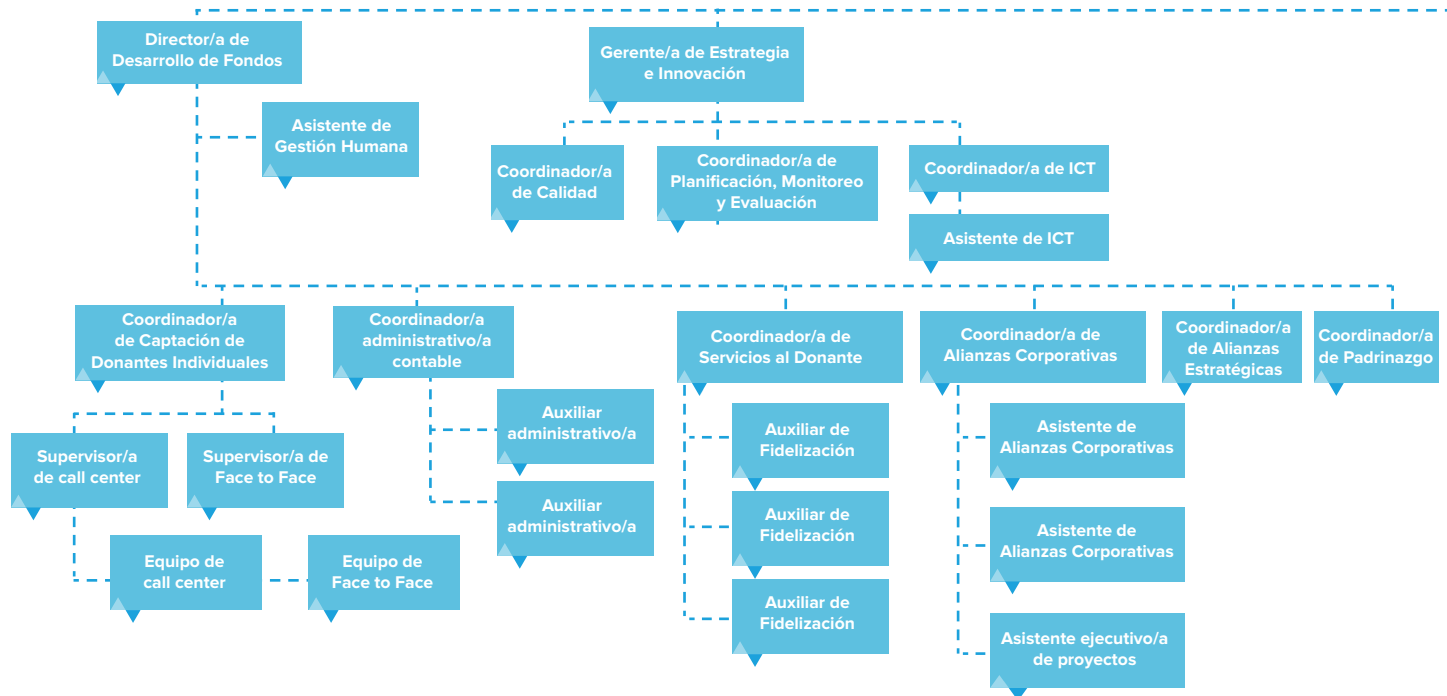 Director/a de
Desarrollo de Fondos
Gerente/a de Estrategia
e Innovación
Asistente de
Gestión Humana
Coordinador/a
de Calidad
Coordinador/a de
Planificación, Monitoreo
y Evaluación
Coordinador/a de ICT
Asistente de ICT
Coordinador/a
de Captación de
Donantes Individuales
Coordinador/a
administrativo/a
contable
Coordinador/a de
Servicios al Donante
Coordinador/a de
Alianzas Corporativas
Coordinador/a
de Alianzas
Estratégicas
Coordinador/a
de Padrinazgo
Supervisor/a
de call center
Supervisor/a de
Face to Face
Auxiliar
administrativo/a
Auxiliar
administrativo/a
Auxiliar de
Fidelización
Auxiliar de
Fidelización
Auxiliar de
Fidelización
Asistente de
Alianzas Corporativas
Asistente de
Alianzas Corporativas
Asistente ejecutivo/a
de proyectos
Equipo de
call center
Equipo de
Face to Face